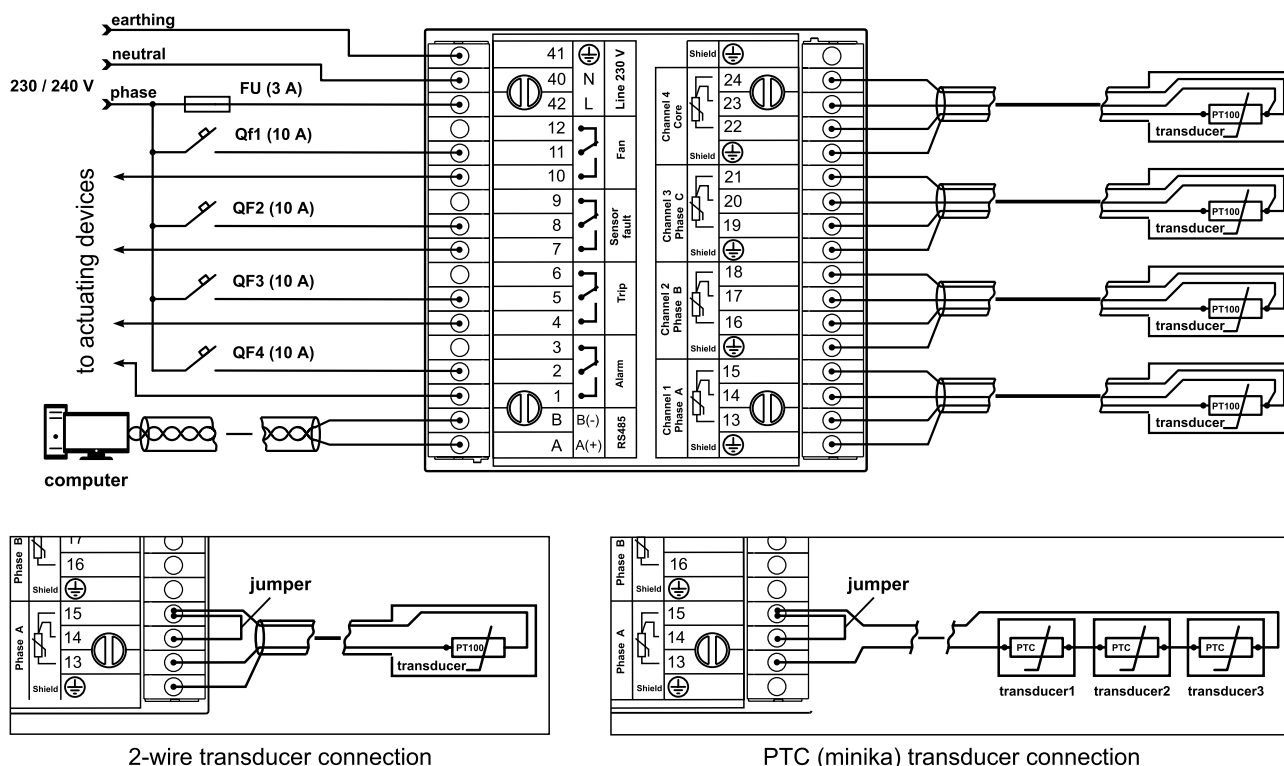 earthing
neutral
230 / 240 V
phase
FU (3 A)
Qf1 (10 A)
QF2 (10 A)
QF3 (10 A)
QF4 (10 A)
to actuating devices
computer
41
40 N
42 L
Line 230 V
12
11
10
Fan
9
8
7
Sensor fault
6
5
4
Trip
3
2
1
Alarm
B B(-)
A A(+)
RS485
Shield
24
23
22
Channel 4
Core
Shield
21
20
19
Channel 3
Phase C
Shield
18
17
16
Channel 2
Phase B
Shield
15
14
13
Channel 1
Phase A
Shield
PT100
transducer
PT100
transducer
PT100
transducer
PT100
transducer
Phase B
17
16
Shield
15
14
13
Phase A
Shield
jumper
PT100
transducer
2-wire transducer connection
Phase B
16
Shield
15
14
13
Phase A
Shield
jumper
PTC
PTC
PTC
transducer1
transducer2
transducer3
PTC (minika) transducer connection